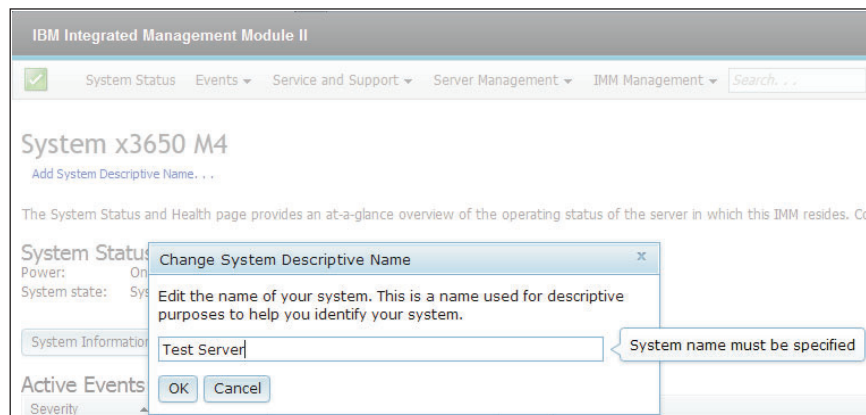 IBM Integrated Management Module II
System Status Events Service and Support Server Management IMM Management Search. . .
System x3650 M4
Add System Descriptive Name. . .
The System Status and Health page provides an at-a-glance overview of the operating status of the server in which this IMM resides.
System Status
Power: On
System state:
Change System Descriptive Name x
Edit the name of your system. This is a name used for descriptive
purposes to help you identify your system.
System Information
Test Server
System name must be specified
OK Cancel
Active Events
Severity